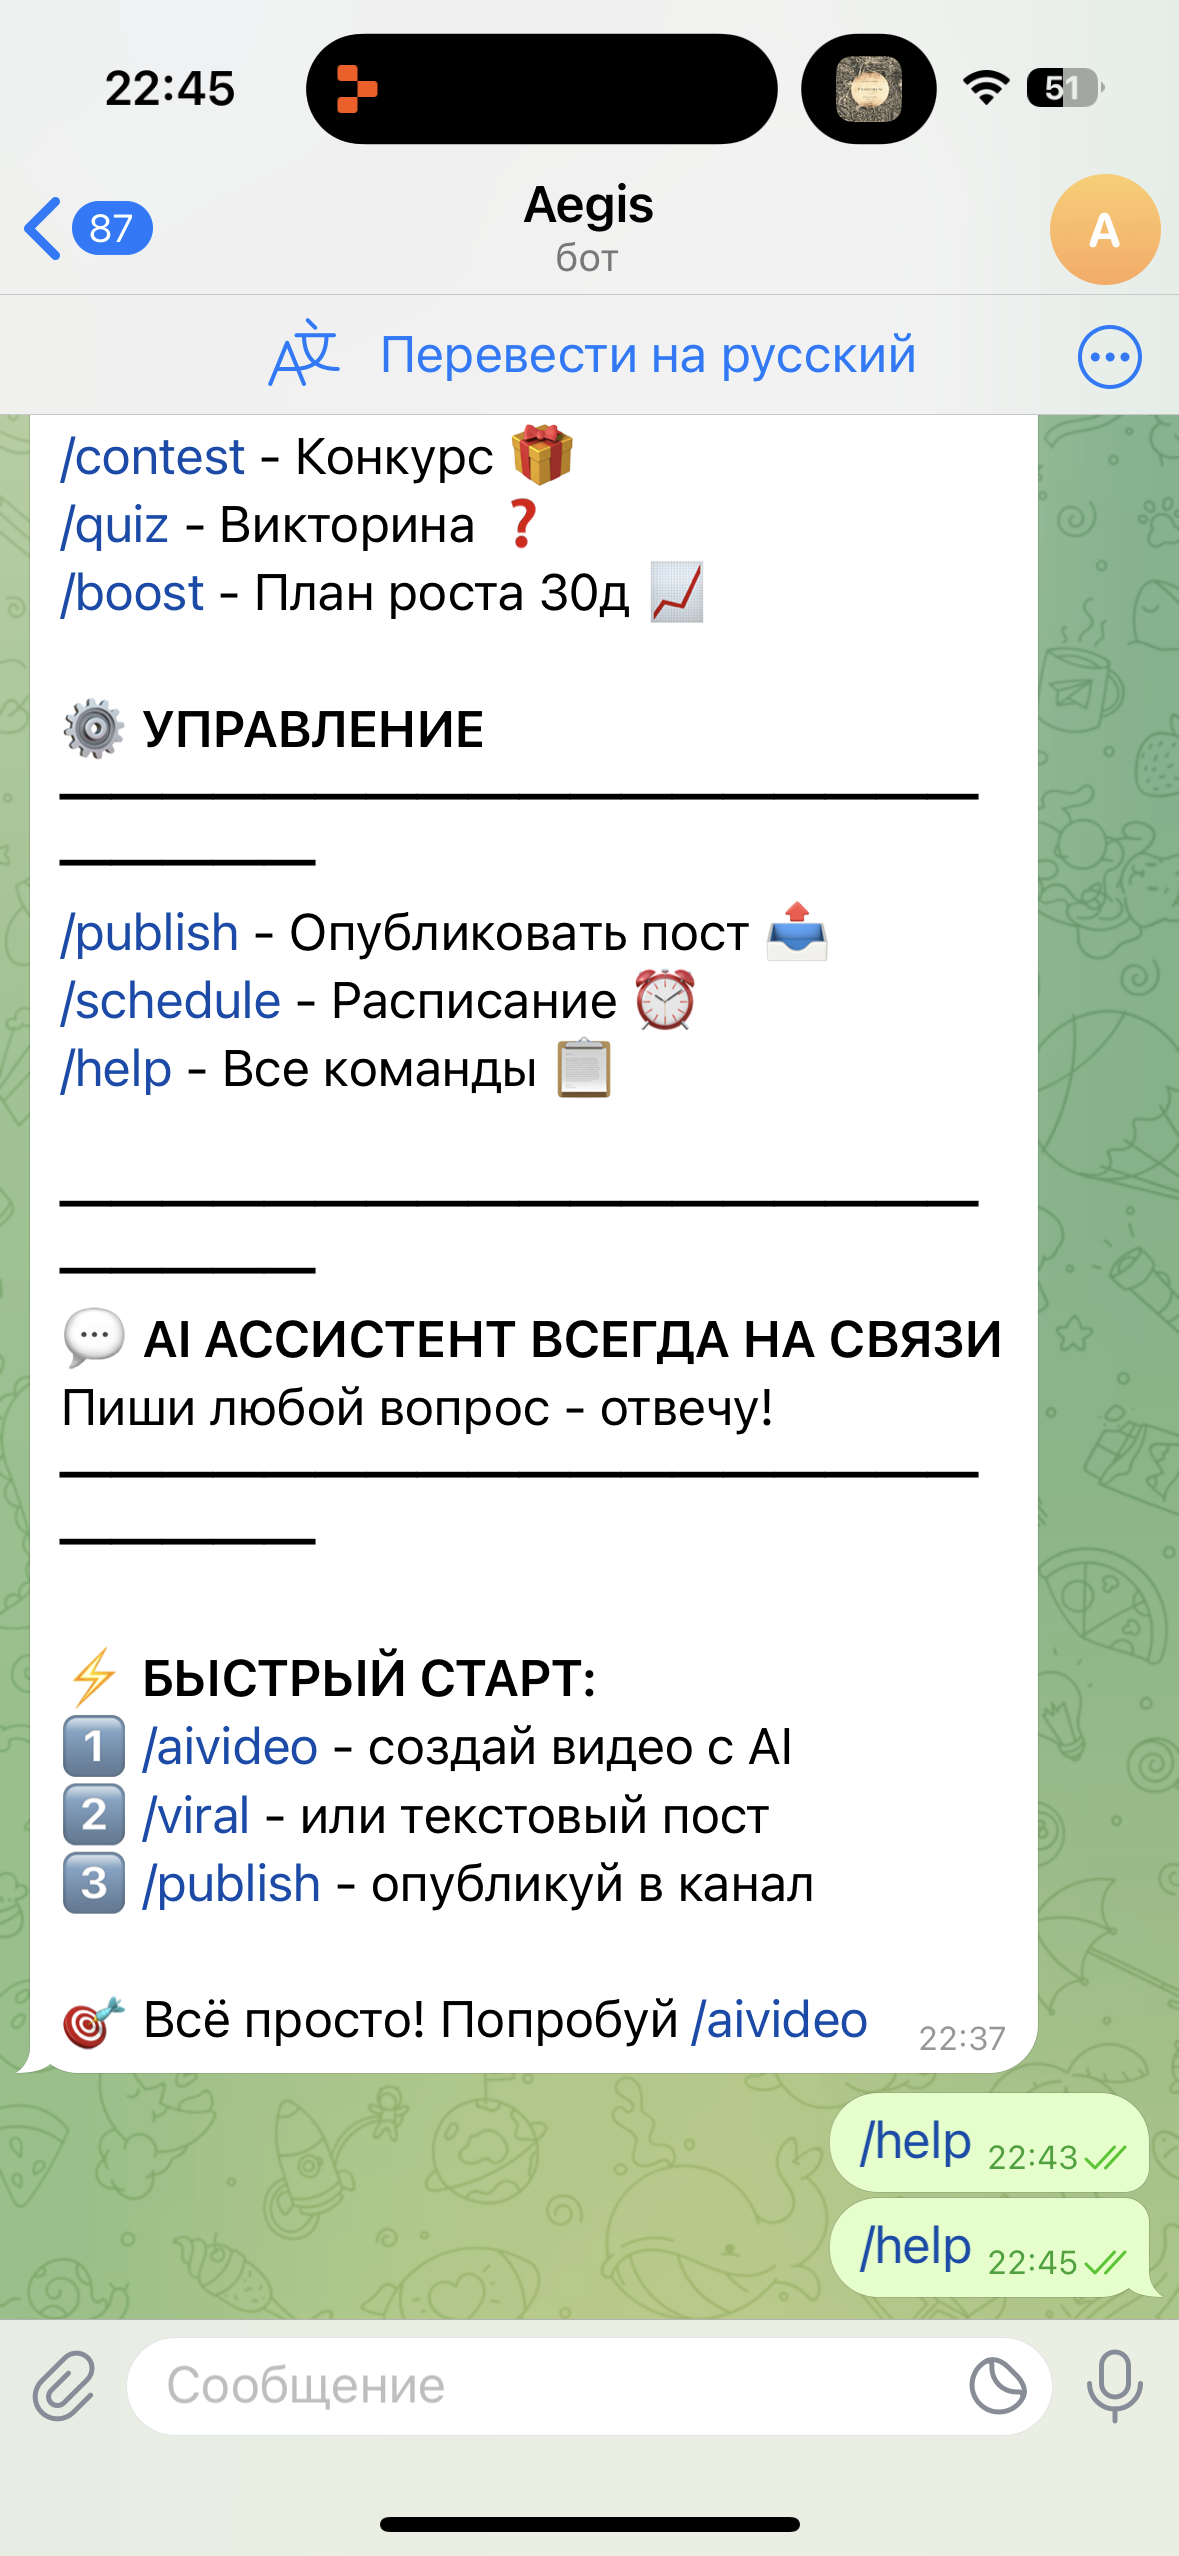 22:45
51
87
Aegis
бот
A
Перевести на русский
/contest - Конкурс 🎁
/quiz - Викторина ❓
/boost - План роста 30д 📈
⚙️ УПРАВЛЕНИЕ
/publish - Опубликовать пост 📤
/schedule - Расписание ⏰
/help - Все команды 📋
💬 AI АССИСТЕНТ ВСЕГДА НА СВЯЗИ
Пиши любой вопрос - отвечу!
⚡ БЫСТРЫЙ СТАРТ:
1️⃣ /aivideo - создай видео с AI
2️⃣ /viral - или текстовый пост
3️⃣ /publish - опубликуй в канал
🎯 Всё просто! Попробуй /aivideo
22:37
/help 22:43
/help 22:45
Сообщение